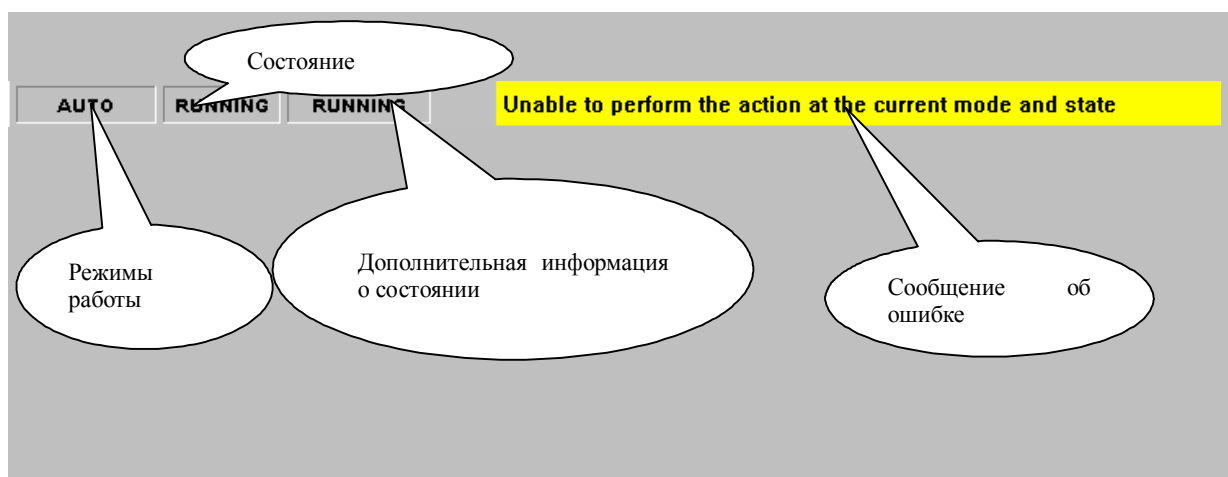 Состояние
AUTO RUNNING RUNNING Unable to perform the action at the current mode and state
Режимы
работы
Дополнительная информация
о состоянии
Сообщение об
ошибке